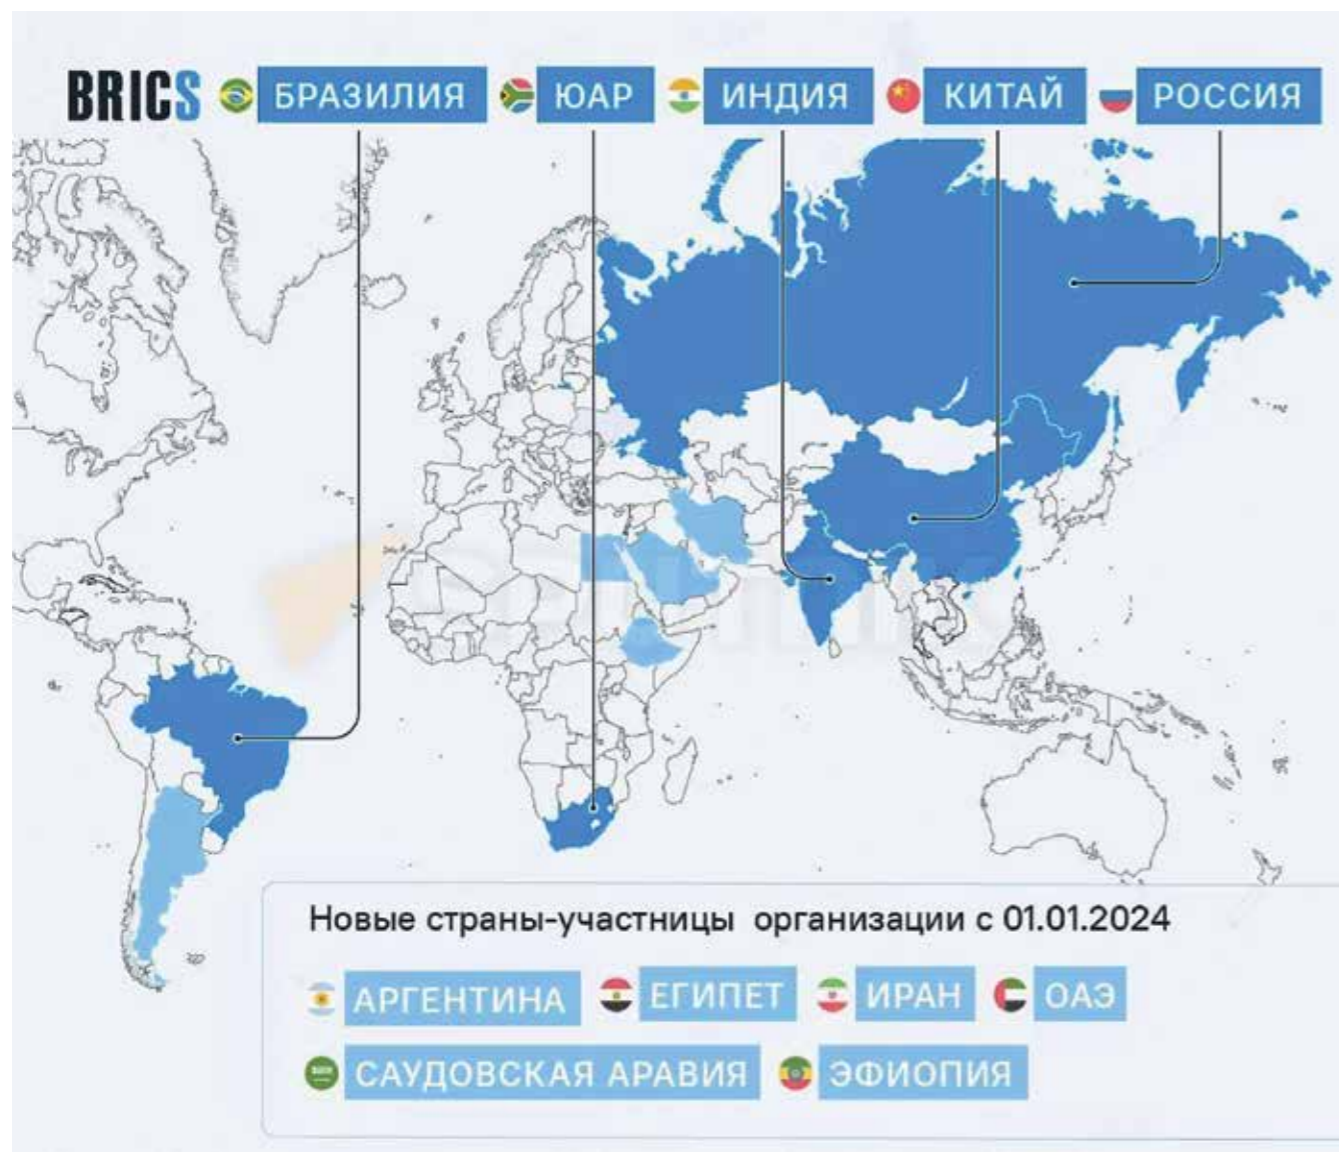 BRICS БРАЗИЛИЯ ЮАР ИНДИЯ КИТАЙ РОССИЯ
Новые страны-участницы организации с 01.01.2024
АРГЕНТИНА ЕГИПЕТ ИРАН ОАЭ
САУДОВСКАЯ АРАВИЯ ЭФИОПИЯ